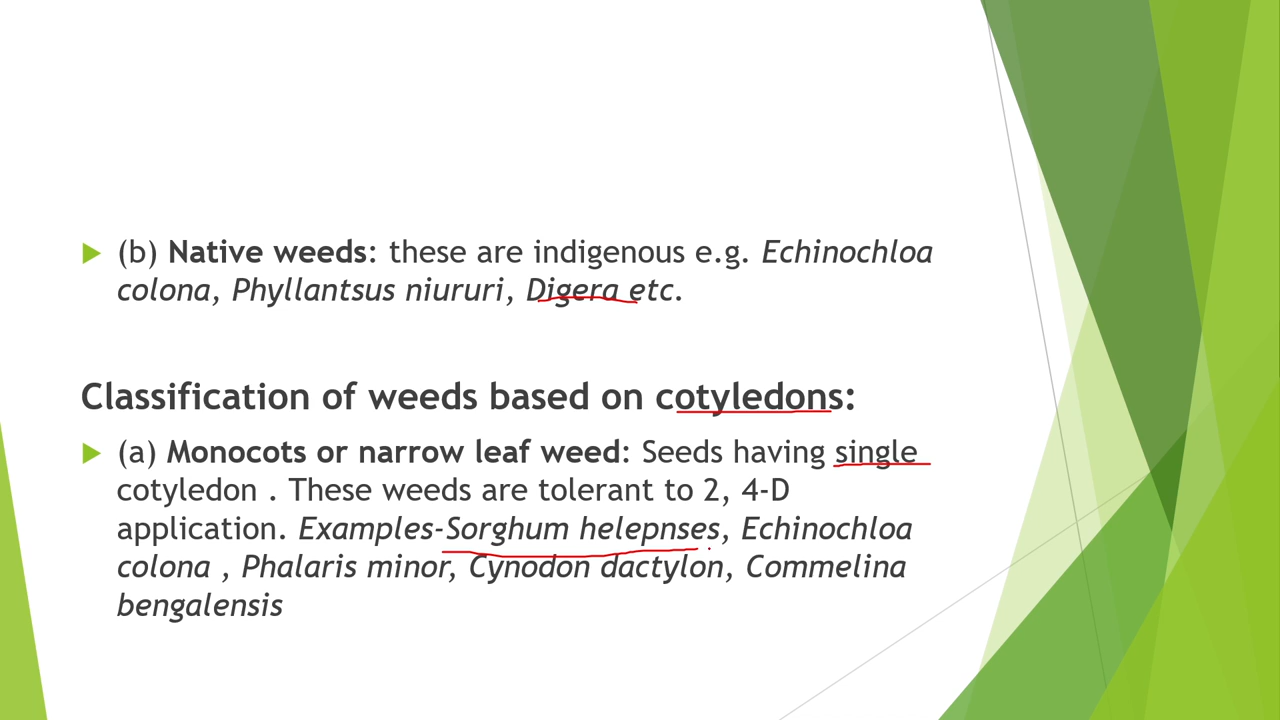 (b) Native weeds: these are indigenous e.g. Echinochloa
colona, Phyllantsus niururi, Digera etc.
Classification of weeds based on cotyledons:
(a) Monocots or narrow leaf weed: Seeds having single
cotyledon . These weeds are tolerant to 2, 4-D
application. Examples-Sorghum helepnses, Echinochloa
colona , Phalaris minor, Cynodon dactylon, Commelina
bengalensis